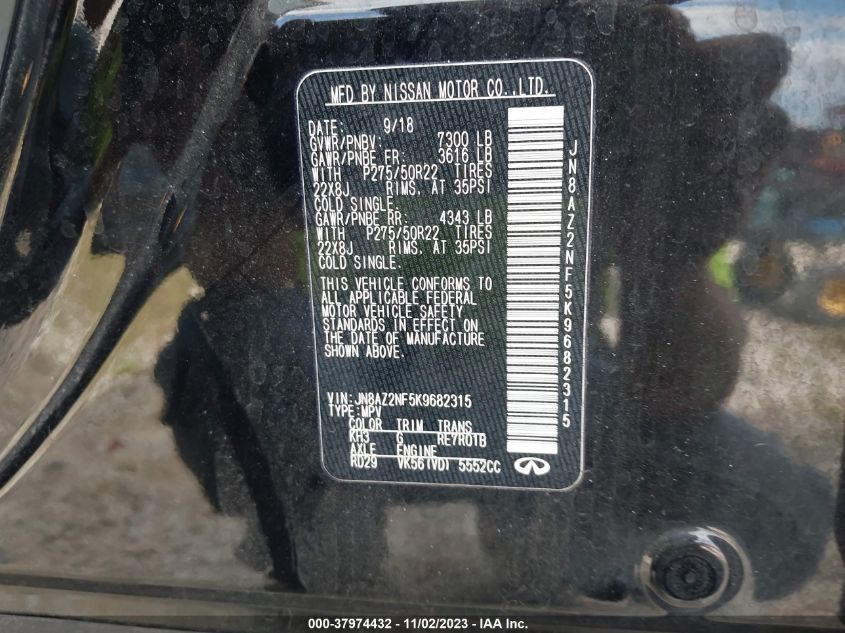 MFD BY NISSAN MOTOR CO.,LTD.
DATE: 9/18
GVWR/PNBV: 7300 LB
GAWR/PNBE FR: 3616 LB
WITH P275/50R22 TIRES
22X8J RIMS. AT 35PSI
COLD SINGLE.
GAWR/PNBE RR: 4343 LB
WITH P275/50R22 TIRES
22X8J RIMS. AT 35PSI
COLD SINGLE.
THIS VEHICLE CONFORMS TO
ALL APPLICABLE FEDERAL
MOTOR VEHICLE SAFETY
STANDARDS IN EFFECT ON
THE DATE OF MANUFACTURE
SHOWN ABOVE.
VIN: JN8AZ2NF5K9682315
TYPE: MPV
COLOR TRIM TRANS
KH3 G RE7R01B
AXLE ENGINE
RD29 VK56(VD) 5552CC
JN8AZ2NF5K9682315
000-37974432 - 11/02/2023 - IAA Inc.